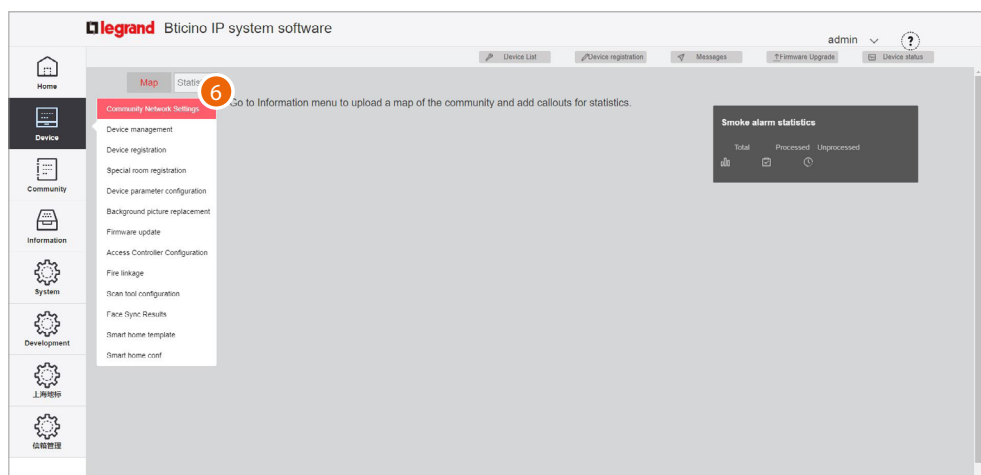 legrand Bticino IP system software
admin
?
Device List
Device registration
Messages
Firmware Upgrade
Device status
Home
Device
Community
Information
System
Development
上海地标
信箱管理
Map
6
Go to Information menu to upload a map of the community and add callouts for statistics.
Community Network Settings
Device management
Device registration
Special room registration
Device parameter configuration
Background picture replacement
Firmware update
Access Controller Configuration
Fire linkage
Scan tool configuration
Face Sync Results
Smart home template
Smart home conf
Smoke alarm statistics
Total Processed Unprocessed